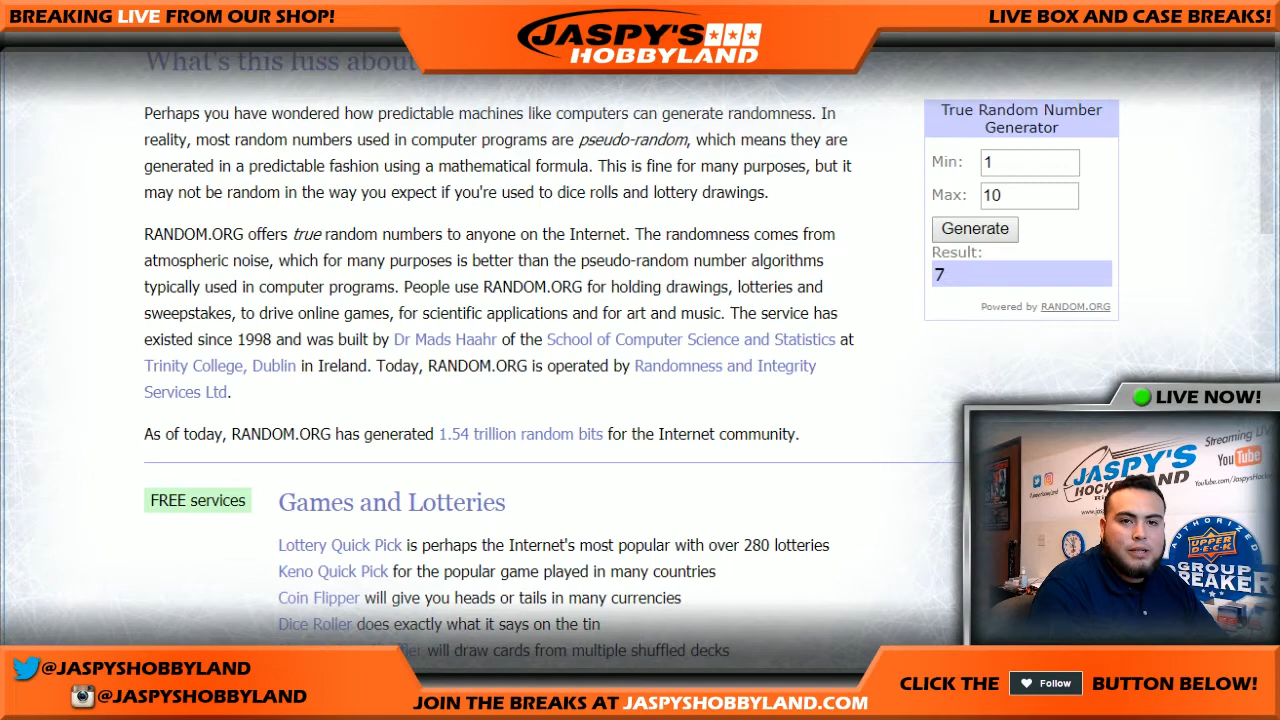 BREAKING LIVE FROM OUR SHOP!
JASPY'S
HOBBYLAND
LIVE BOX AND CASE BREAKS!
What's this fuss about
Perhaps you have wondered how predictable machines like computers can generate randomness. In
reality, most random numbers used in computer programs are pseudo-random, which means they are
generated in a predictable fashion using a mathematical formula. This is fine for many purposes, but it
may not be random in the way you expect if you're used to dice rolls and lottery drawings.
RANDOM.ORG offers true random numbers to anyone on the Internet. The randomness comes from
atmospheric noise, which for many purposes is better than the pseudo-random number algorithms
typically used in computer programs. People use RANDOM.ORG for holding drawings, lotteries and
sweepstakes, to drive online games, for scientific applications and for art and music. The service has
existed since 1998 and was built by Dr Mads Haahr of the School of Computer Science and Statistics at
Trinity College, Dublin in Ireland. Today, RANDOM.ORG is operated by Randomness and Integrity
Services Ltd.
As of today, RANDOM.ORG has generated 1.54 trillion random bits for the Internet community.
True Random Number
Generator
Min: 1
Max: 10
Generate
Result:
7
Powered by RANDOM.ORG
FREE services
Games and Lotteries
Lottery Quick Pick is perhaps the Internet's most popular with over 280 lotteries
Keno Quick Pick for the popular game played in many countries
Coin Flipper will give you heads or tails in many currencies
Dice Roller does exactly what it says on the tin
will draw cards from multiple shuffled decks
LIVE NOW!
Streaming LIVE
YouTube
JASPY'S
AUTHORIZED
UPPER
DECK
GROUP
BREAKER
@JASPYSHOBBYLAND
@JASPYSHOBBYLAND
JOIN THE BREAKS AT JASPYSHOBBYLAND.COM
CLICK THE Follow BUTTON BELOW!